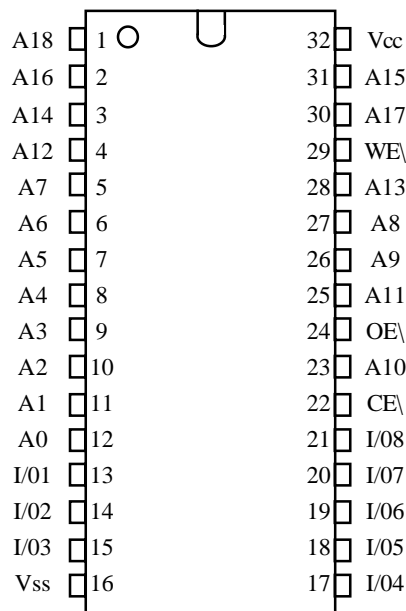 A18 1 32 Vcc
A16 2 31 A15
A14 3 30 A17
A12 4 29 WE\
A7 5 28 A13
A6 6 27 A8
A5 7 26 A9
A4 8 25 A11
A3 9 24 OE\
A2 10 23 A10
A1 11 22 CE\
A0 12 21 I/08
I/01 13 20 I/07
I/02 14 19 I/06
I/03 15 18 I/05
Vss 16 17 I/04